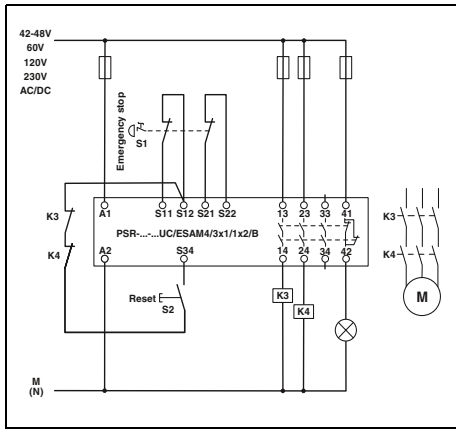 42-48V
60V
120V
230V
AC/DC
Emergency stop
S1
K3
K4
A1 S11 S12 S21 S22 13 23 33 41
PSR-...-...UC/ESAM4/3x1/1x2/B
A2 S34 14 24 34 42
Reset
S2
K3
K4
K3
K4
M
M
(N)